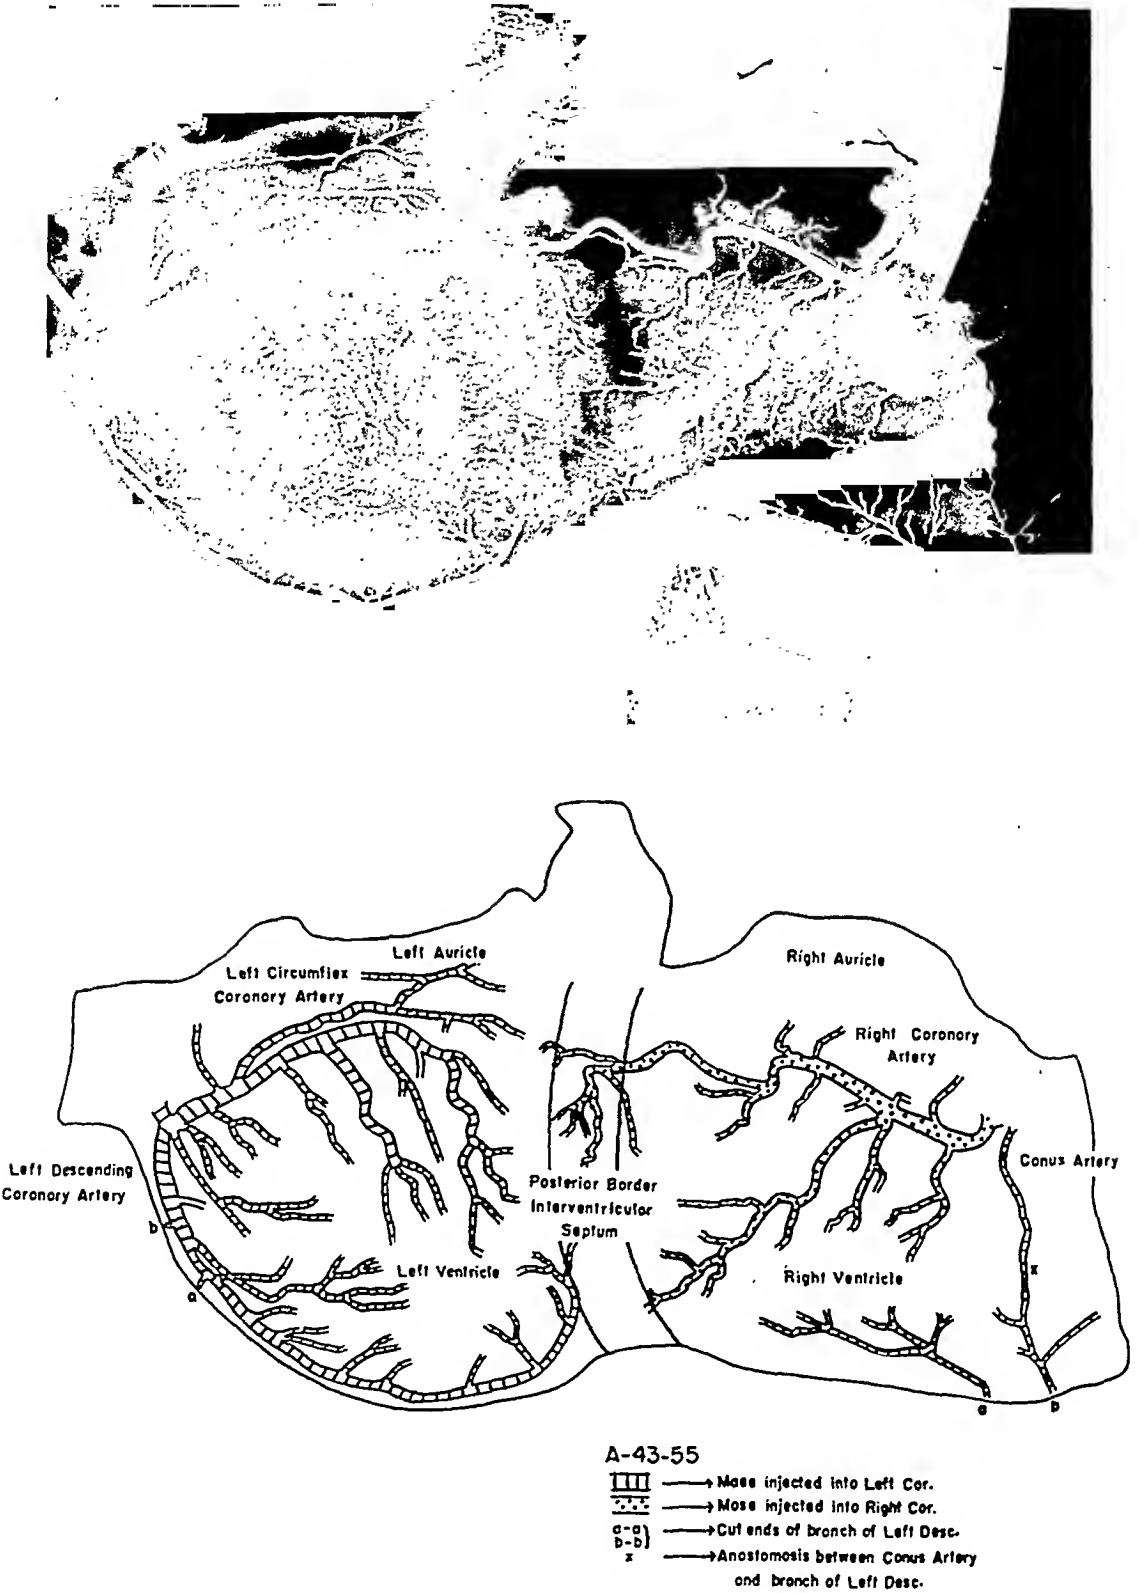 Left Auricle
Left Circumflex
Coronory Artery
Right Auricle
Right Coronory
Artery
Left Descending
Coronory Artery
Conus Artery
Posterior Border
Interventricular
Septum
b
a
Left Ventricle
Right Ventricle
x
a
b
A-43-55
Mass injected into Left Cor.
Mass injected into Right Cor.
a-a
b-b} Cut ends of branch of Left Desc.
x Anastomosis between Conus Artery
and branch of Left Desc.